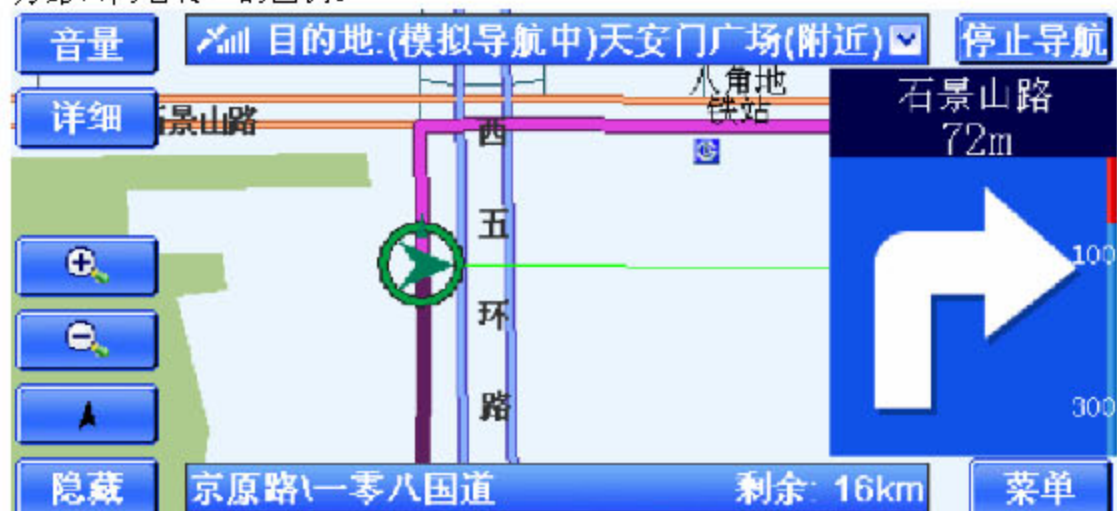 音量
目的地:(模拟导航中)天安门广场(附近)
停止导航
详细
景山路
八角地
铁站
西五环路
石景山路
72m
100
300
隐藏
京原路\一零八国道
剩余: 16km
菜单